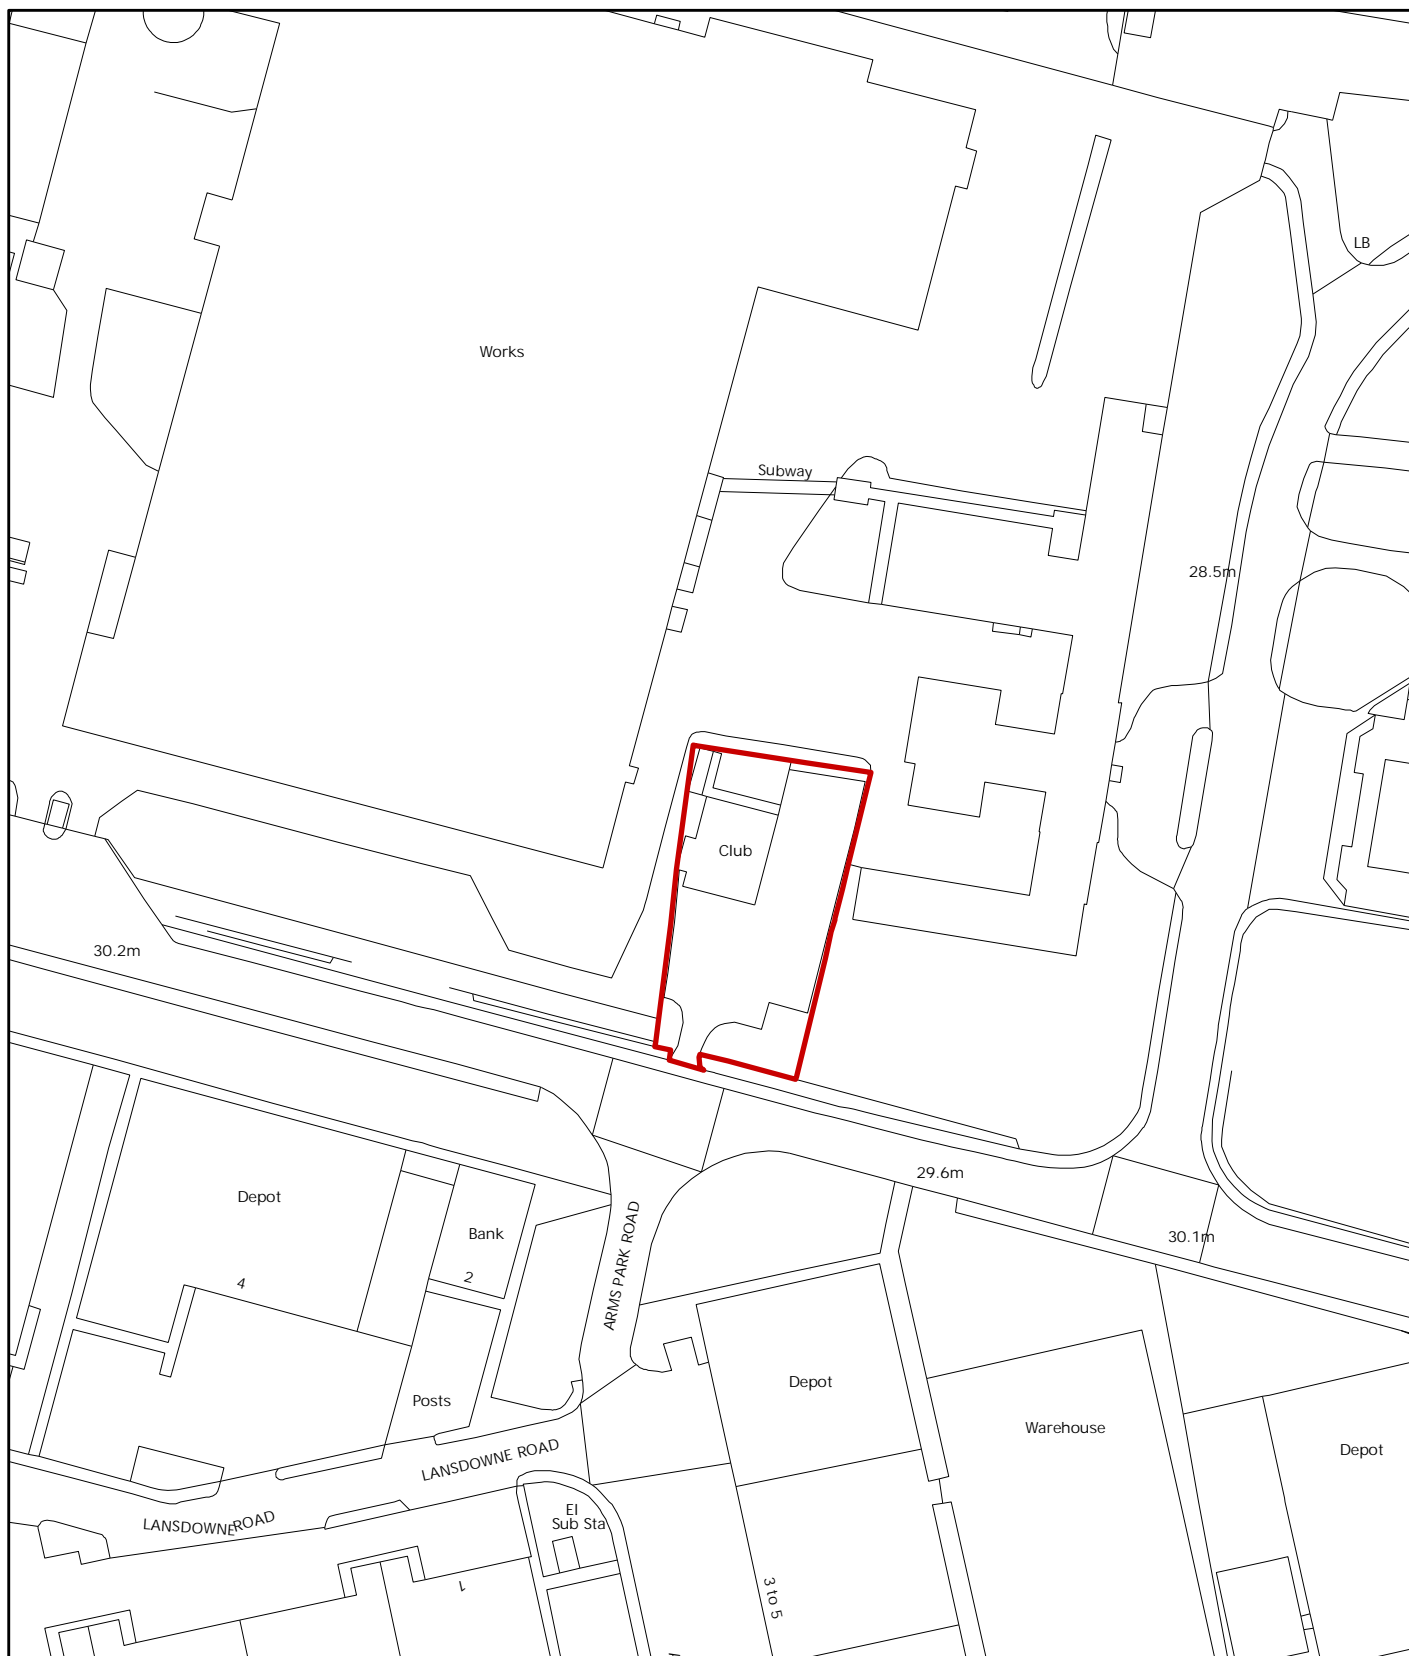 LB
Works
Subway
28.5m
Club
30.2m
29.6m
Depot
ARMS PARK ROAD
Bank
30.1m
2
4
Depot
Posts
Warehouse
Depot
LANSDOWNE ROAD
El
Sub Sta
LANSDOWNE ROAD
1
3 to 5